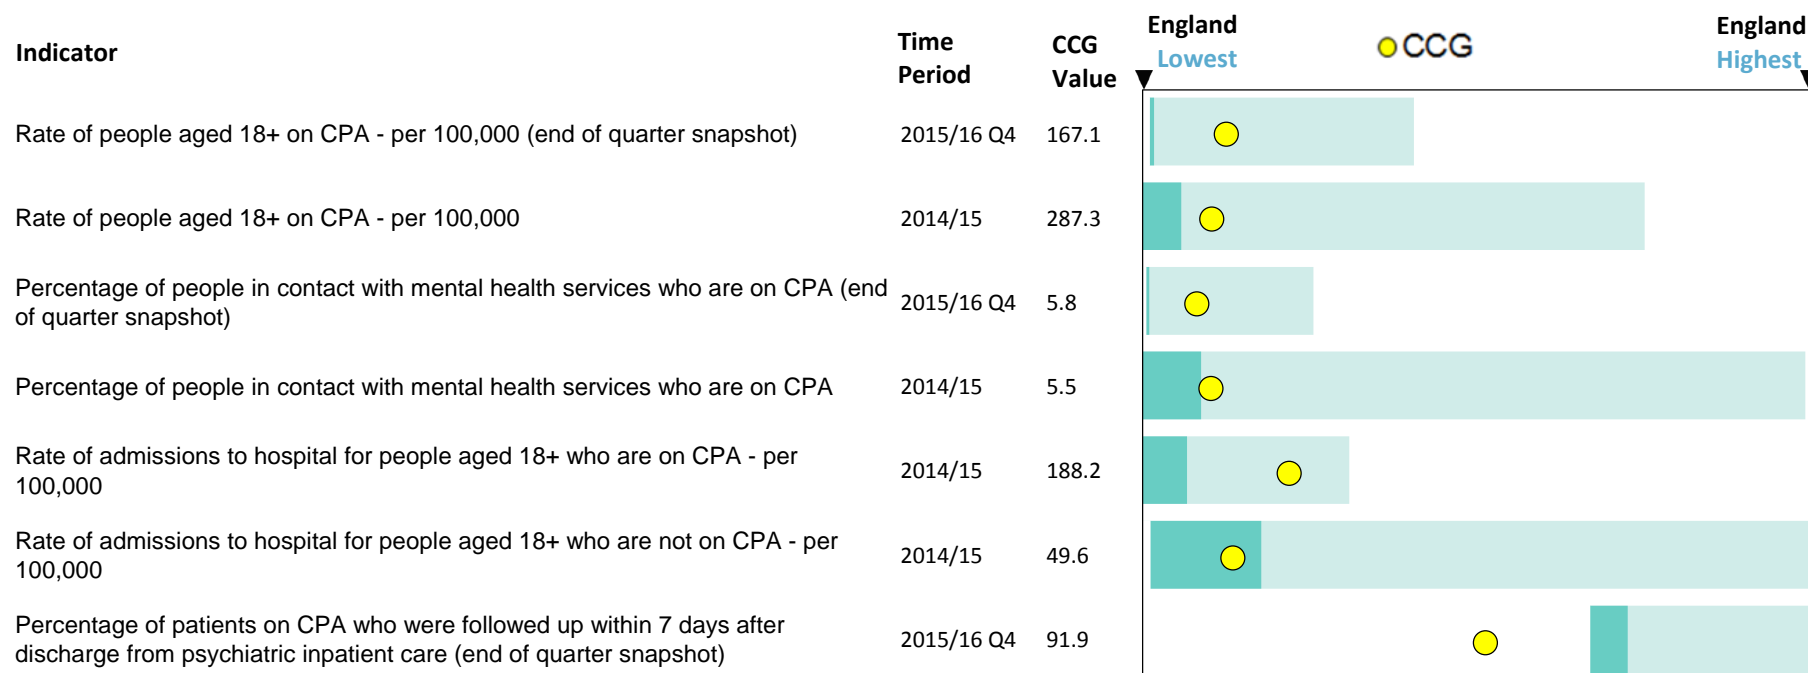 Indicator
Time Period
CCG Value
England Lowest
CCG
England Highest
Rate of people aged 18+ on CPA - per 100,000 (end of quarter snapshot) 2015/16 Q4 167.1
Rate of people aged 18+ on CPA - per 100,000 2014/15 287.3
Percentage of people in contact with mental health services who are on CPA (end
of quarter snapshot) 2015/16 Q4 5.8
Percentage of people in contact with mental health services who are on CPA 2014/15 5.5
Rate of admissions to hospital for people aged 18+ who are on CPA - per
100,000 2014/15 188.2
Rate of admissions to hospital for people aged 18+ who are not on CPA - per
100,000 2014/15 49.6
Percentage of patients on CPA who were followed up within 7 days after
discharge from psychiatric inpatient care (end of quarter snapshot) 2015/16 Q4 91.9